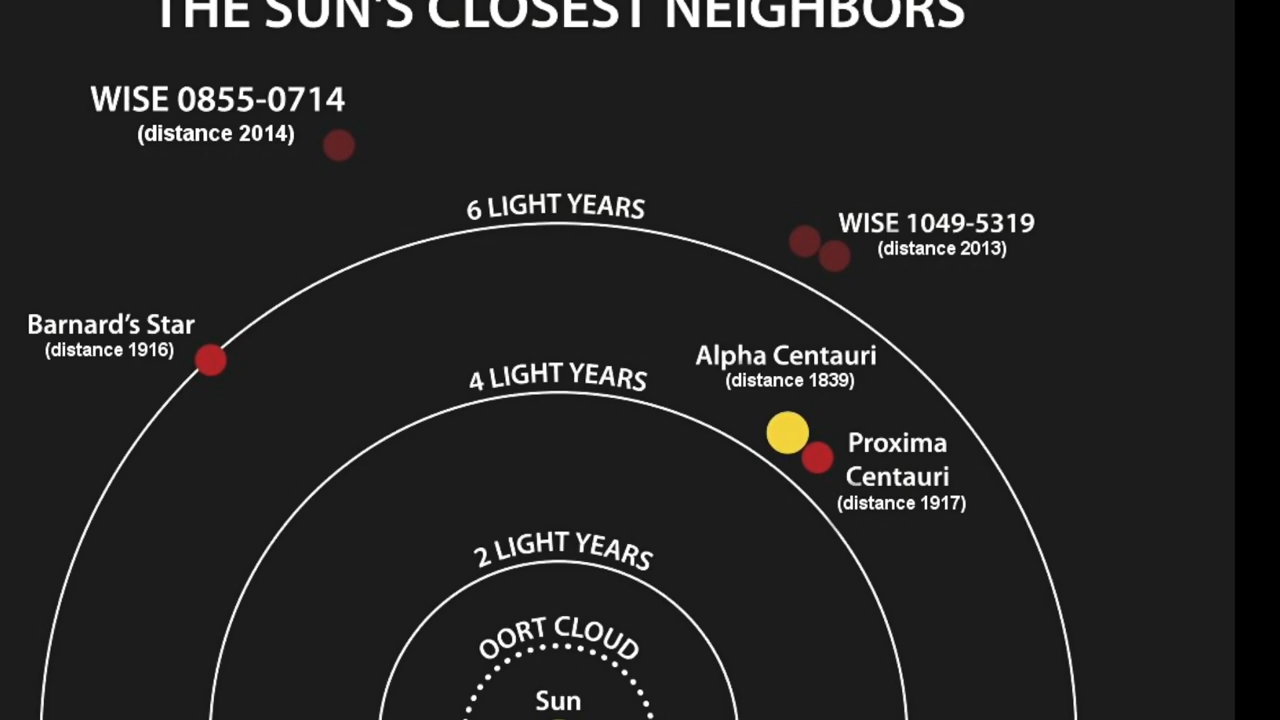 THE SUN'S CLOSEST NEIGHBORS
WISE 0855-0714
(distance 2014)
6 LIGHT YEARS
WISE 1049-5319
(distance 2013)
Barnard's Star
(distance 1916)
Alpha Centauri
(distance 1839)
4 LIGHT YEARS
Proxima
Centauri
(distance 1917)
2 LIGHT YEARS
OORT CLOUD
Sun